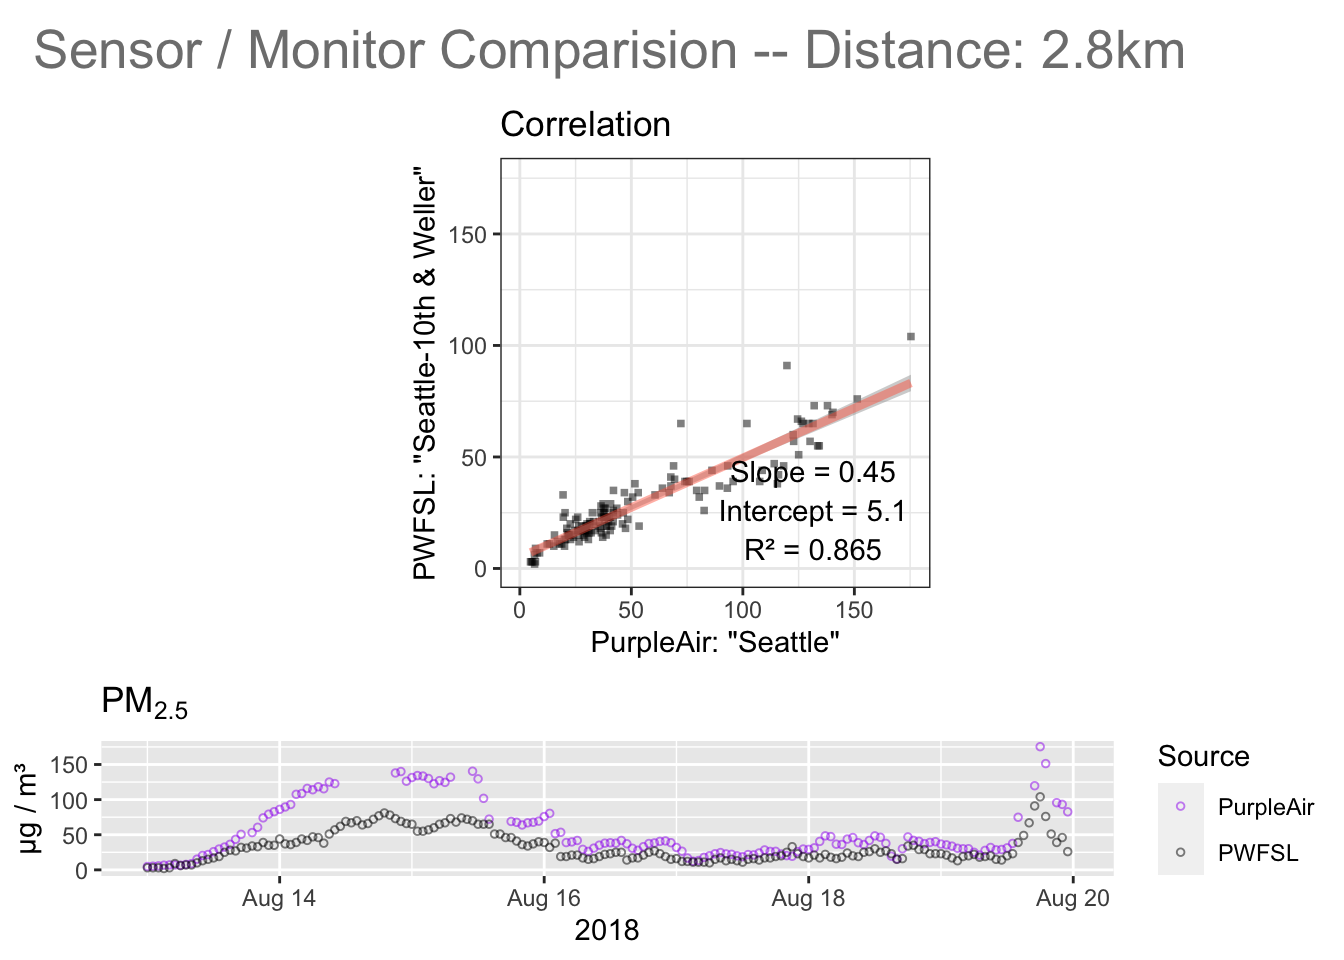 Sensor / Monitor Comparision -- Distance: 2.8km
Correlation
PWFSL: "Seattle-10th & Weller"
150
100
50
0
Slope = 0.45
Intercept = 5.1
R² = 0.865
0 50 100 150
PurpleAir: "Seattle"
PM2.5
µg / m³
150
100
50
0
Aug 14 Aug 16 Aug 18 Aug 20
2018
Source
PurpleAir
PWFSL